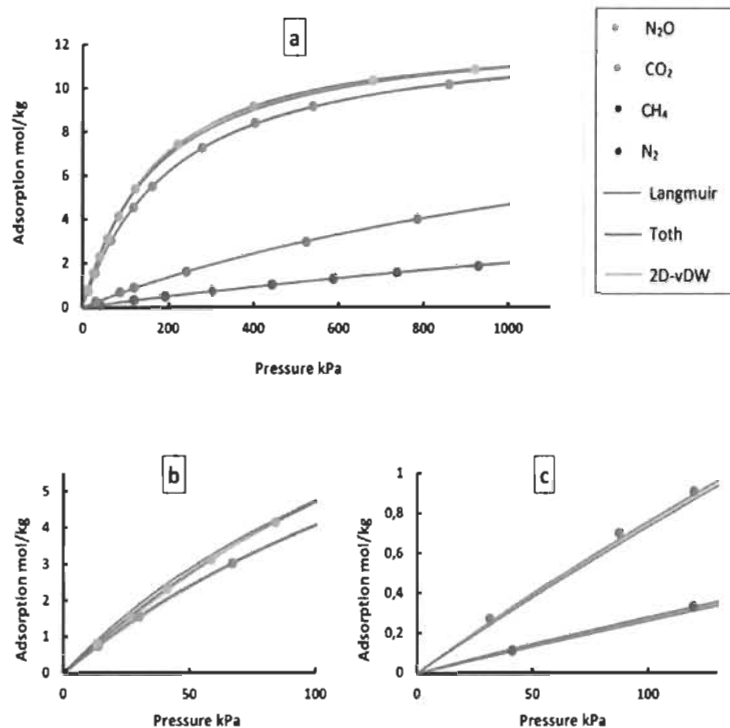 a
12
10
8
6
4
2
0
0 200 400 600 800 1000
Adsorption mol/kg
Pressure kPa
N₂O
CO₂
CH₄
N₂
Langmuir
Toth
2D-vDW
b
5
4
3
2
1
0
0 100
Adsorption mol/kg
Pressure kPa
c
1
0,8
0,6
0,4
0,2
0
0 50 100
Adsorption mol/kg
Pressure kPa